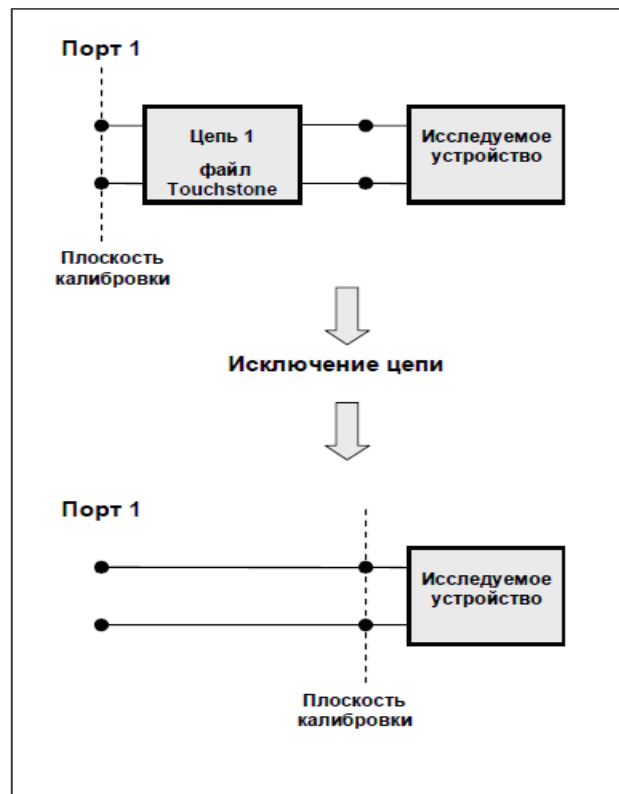 Порт 1
Цепь 1
файл
Touchstone
Исследуемое
устройство
Плоскость
калибровки
Исключение цепи
Порт 1
Исследуемое
устройство
Плоскость
калибровки